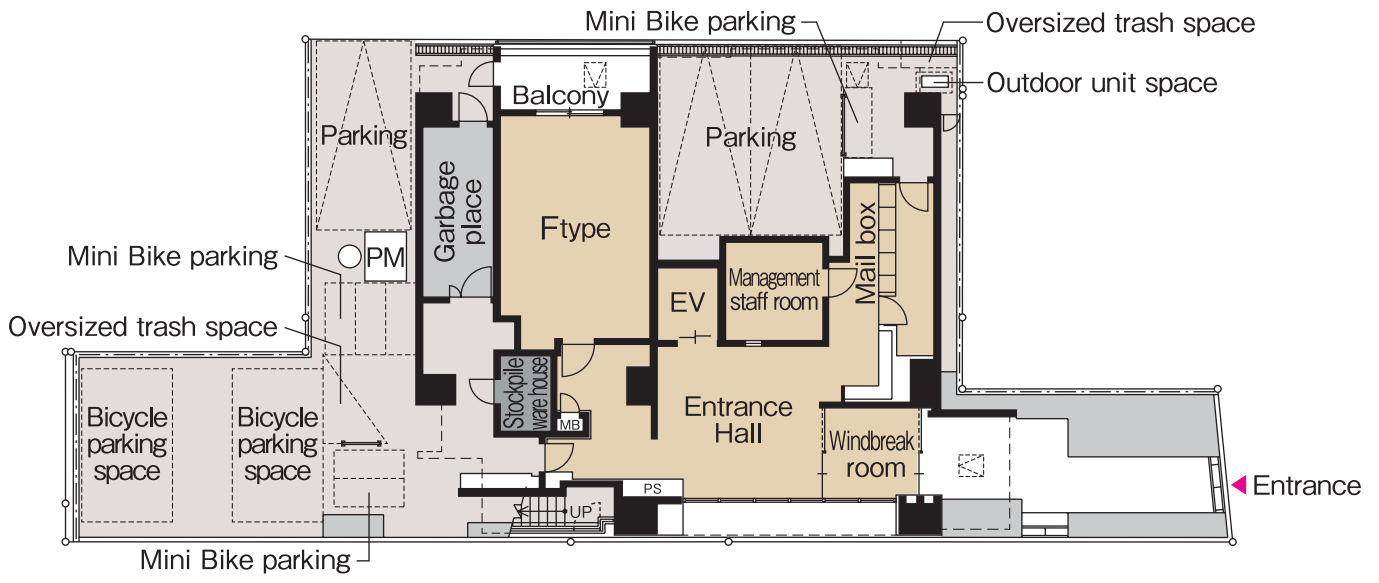 Mini Bike parking
Oversized trash space
Outdoor unit space
Balcony
Parking
Parking
Garbage
place
Ftype
Mail box
Mini Bike parking
PM
Management
staff room
EV
Oversized trash space
Stockpile
ware house
Bicycle
parking
space
Bicycle
parking
space
MB
Entrance
Hall
Windbreak
room
PS
Entrance
UP
Mini Bike parking